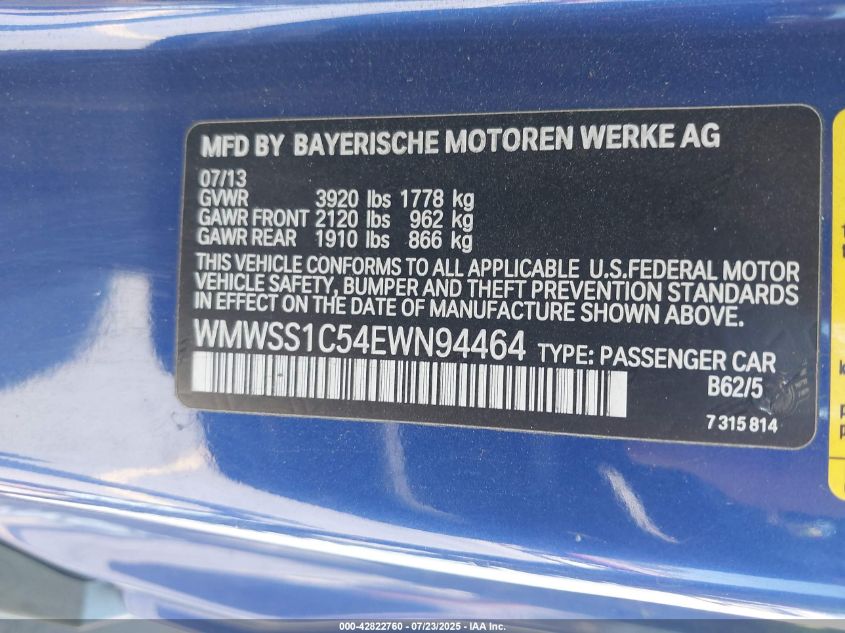 MFD BY BAYERISCHE MOTOREN WERKE AG
07/13
GVWR 3920 lbs 1778 kg
GAWR FRONT 2120 lbs 962 kg
GAWR REAR 1910 lbs 866 kg
THIS VEHICLE CONFORMS TO ALL APPLICABLE U.S.FEDERAL MOTOR
VEHICLE SAFETY, BUMPER AND THEFT PREVENTION STANDARDS
IN EFFECT ON THE DATE OF MANUFACTURE SHOWN ABOVE.
WMWSS1C54EWN94464 TYPE: PASSENGER CAR
B62/5
7 315 814
000-42822760 - 07/23/2025 - IAA Inc.